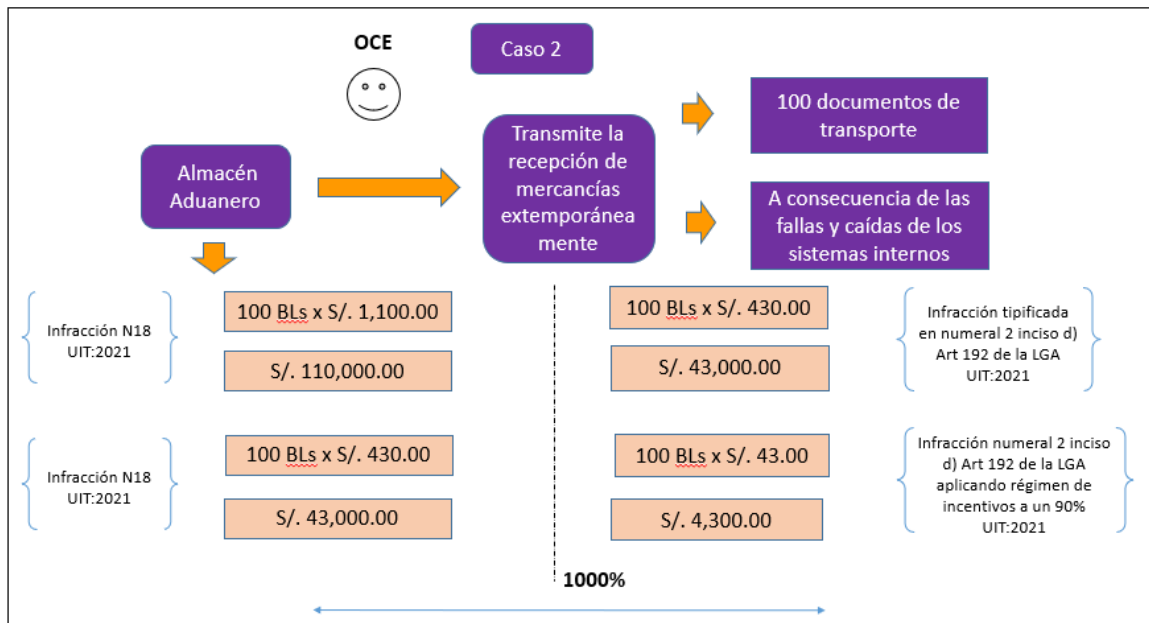 OCE
Caso 2
Almacén
Aduanero
Transmite la
recepción de
mercancías
extemporánea
mente
100 documentos de
transporte
A consecuencia de las
fallas y caídas de los
sistemas internos
Infracción N18
UIT:2021
100 BLs x S/. 1,100.00
S/. 110,000.00
100 BLs x S/. 430.00
S/. 43,000.00
Infracción tipificada
en numeral 2 inciso d)
Art 192 de la LGA
UIT:2021
Infracción N18
UIT:2021
100 BLs x S/. 430.00
S/. 43,000.00
100 BLs x S/. 43.00
S/. 4,300.00
Infracción numeral 2 inciso
d) Art 192 de la LGA
aplicando régimen de
incentivos a un 90%
UIT:2021
1000%